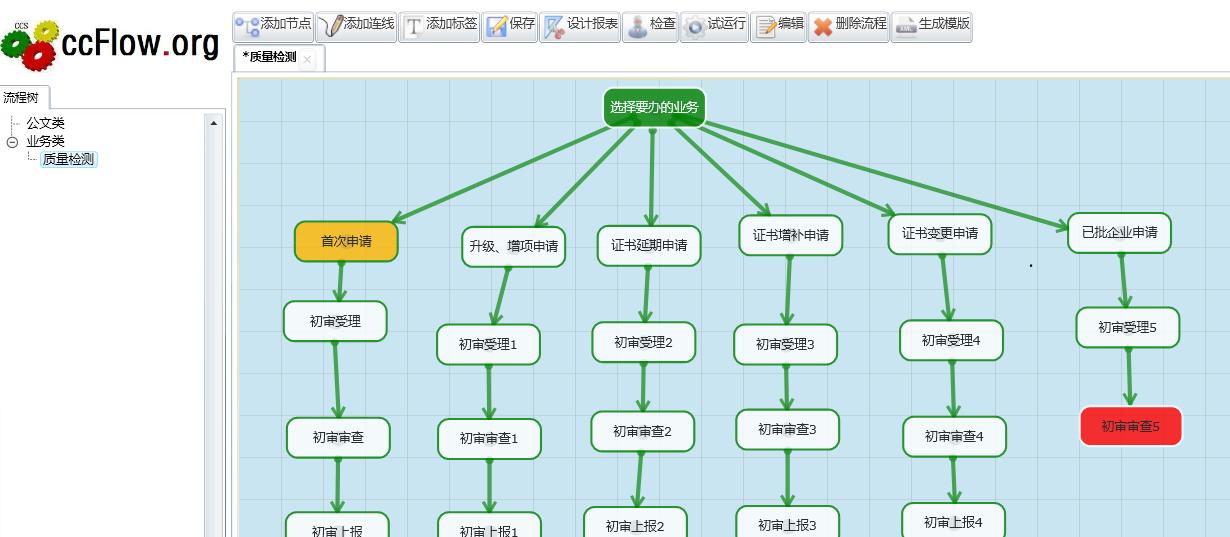 CCS
ccFlow.org
添加节点 添加连线 添加标签 保存 设计报表 检查 试运行 编辑 删除流程 生成模版
*质量检测
流程树
公文类
业务类
质量检测
选择要办的业务
首次申请 升级、增项申请 证书延期申请 证书增补申请 证书变更申请 已批企业申请
初审受理 初审受理1 初审受理2 初审受理3 初审受理4 初审受理5
初审审查 初审审查1 初审审查2 初审审查3 初审审查4 初审审查5
初审上报 初审上报1 初审上报2 初审上报3 初审上报4